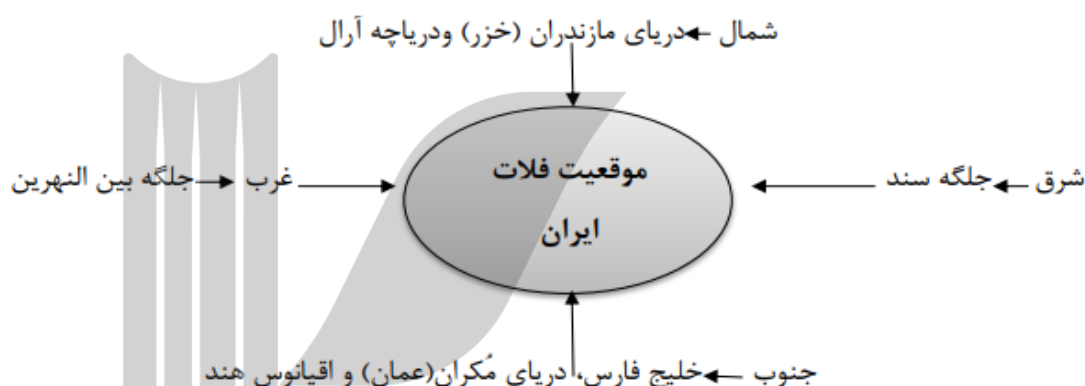 شمال ← دریای مازندران (خزر) ودریاچه آرال
موقعیت فلات
ایران
شرق ← جلگه سند
غرب → جلگه بین النهرین
جنوب ← خلیج فارس، دریای مُکران(عمان) و اقیانوس هند